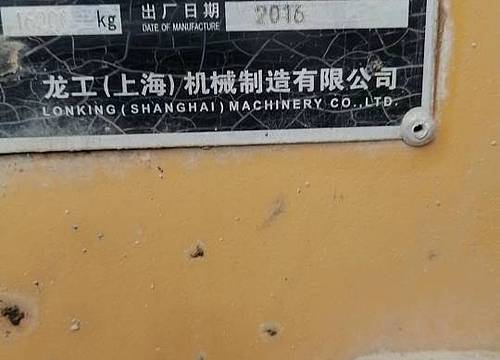 kg 出厂日期 2016
DATE OF MANUFACTURE
龙工(上海)机械制造有限公司
LONKING (SHANGHAI) MACHINERY CO.,LTD.